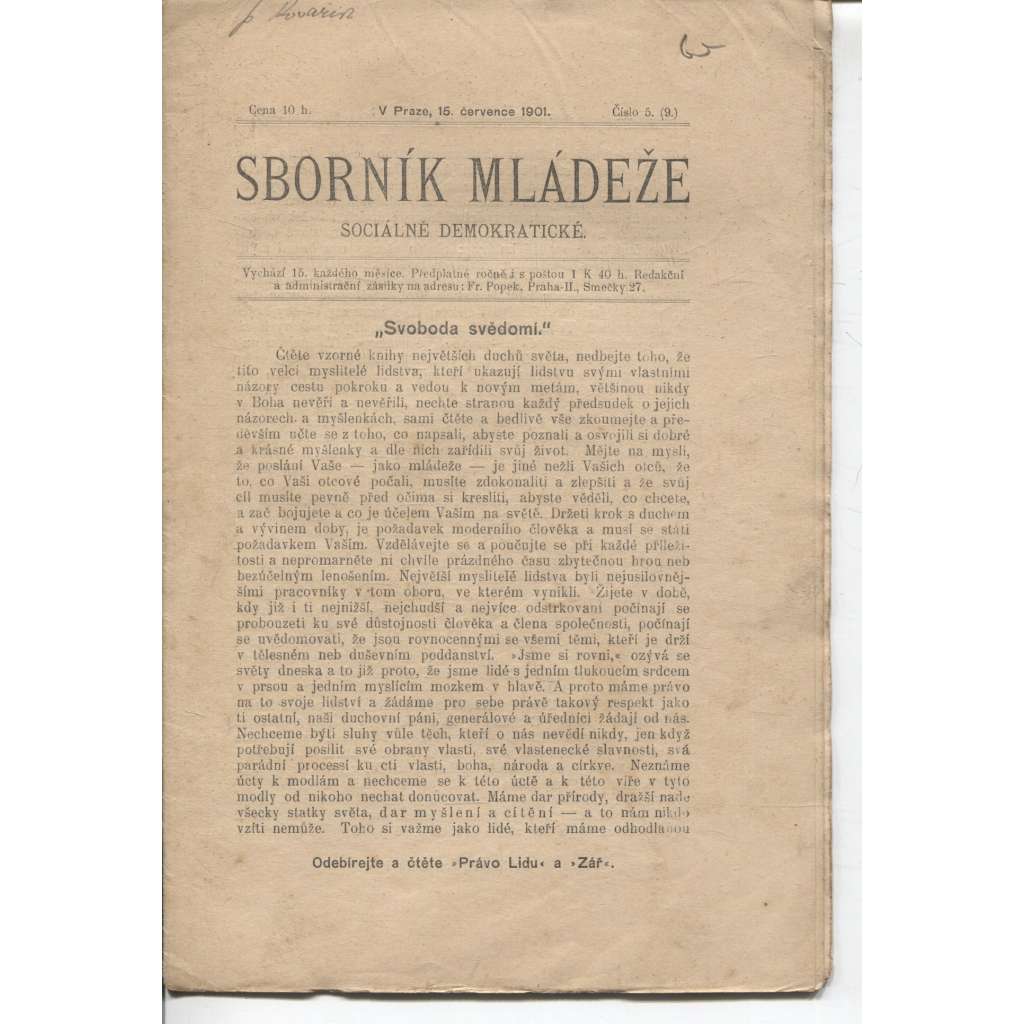 Cena 10 h. V Praze, 15. července 1901. Číslo 5. (9.)
SBORNÍK MLÁDEŽE
SOCIÁLNĚ DEMOKRATICKÉ.
Vychází 15. každého měsíce. Předplatné ročně i s poštou 1 K 40 h. Redakční
a administrační zásilky na adresu: Fr. Popek, Praha-II., Smečky 27.
„Svoboda svědomí.“
Čtěte vzorné knihy největších duchů světa, nedbejte toho, že
tito velcí myslitelé lidstva, kteří ukazují lidstvu svými vlastními
názory cestu pokroku a vedou k novým metám, většinou nikdy
v Boha nevěří a nevěřili, nechte stranou každý předsudek o jejich
názorech a myšlenkách, sami čtěte a bedlivě vše zkoumejte a pře-
devším učte se z toho, co napsali, abyste poznali a osvojili si dobré
a krásné myšlenky a dle nich zařídili svůj život. Mějte na mysli,
že poslání Vaše — jako mládeže — je jiné nežli Vašich otců, že
to, co Vaši otcové počali, musíte zdokonaliti a zlepšiti a že svůj
cíl musíte pevně před očima si kresliti, abyste věděli, co chcete,
a zač bojujete a co je účelem Vaším na světě. Držeti krok s duchem
a vývinem doby, je požadavek moderního člověka a musí se státi
požadavkem Vaším. Vzdělávejte se a poučujte se při každé příleži-
tosti a nepromarněte ni chvíle prázdného času zbytečnou hrou neb
bezúčelným lenošením. Největší myslitelé lidstva byli nejusilovněj-
šími pracovníky v tom oboru, ve kterém vynikli. Žijete v době,
kdy již i ti nejnižší, nejchudší a nejvíce odstrkovaní počínají se
probouzeti ku své důstojnosti člověka a člena společnosti, počínají
se uvědomovati, že jsou rovnocennými se všemi těmi, kteří je drží
v tělesném neb duševním poddanství. »Jsme si rovni,« ozývá se
světy dneska a to již proto, že jsme lidé s jedním tlukoucím srdcem
v prsou a jedním myslícím mozkem v hlavě. A proto máme právo
na to svoje lidství a žádáme pro sebe právě takový respekt jako
ti ostatní, naši duchovní páni, generálové a úředníci žádají od nás.
Nechceme býti sluhy vůle těch, kteří o nás nevědí nikdy, jen když
potřebují posílit své obrany vlasti, své vlastenecké slavnosti, svá
parádní processí ku cti vlasti, boha, národa a církve. Neznáme
úcty k modlám a nechceme se k této úctě a k této víře v tyto
modly od nikoho nechat donucovat. Máme dar přírody, dražší nade
všecky statky světa, dar myšlení a cítění — a to nám nikdo
vzíti nemůže. Toho si važme jako lidé, kteří máme odhodlanou
Odebírejte a čtěte »Právo Lidu« a »Zář«.